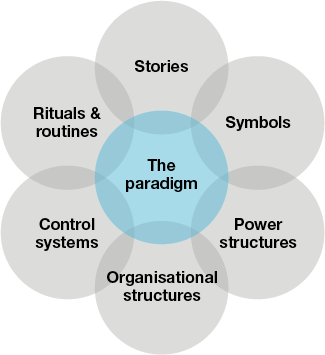 Stories
Rituals &
routines
Symbols
The
paradigm
Control
systems
Power
structures
Organisational
structures